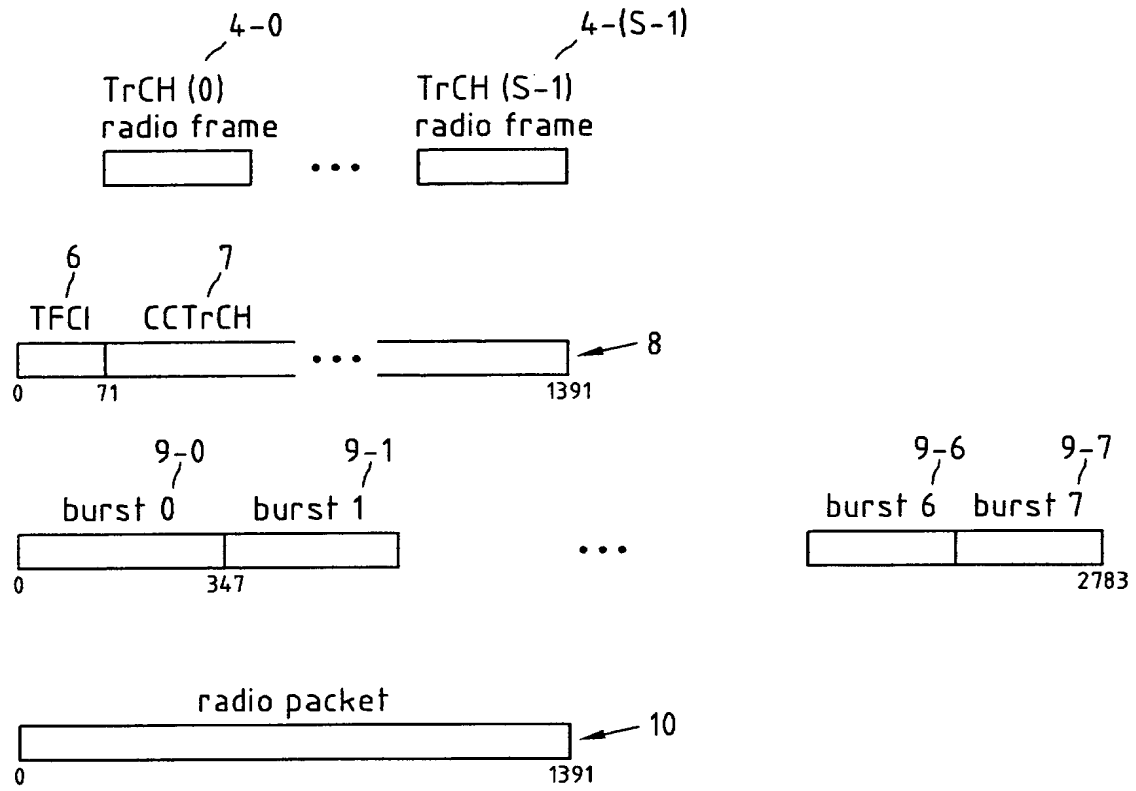 4-0 4-(S-1)
TrCH (0) TrCH (S-1)
radio frame radio frame
• • • 
6 7
TFCI CCTrCH
• • • 8
0 71 1391
9-0 9-1 9-6 9-7
burst 0 burst 1 burst 6 burst 7
• • •
0 347 2783
radio packet
10
0 1391